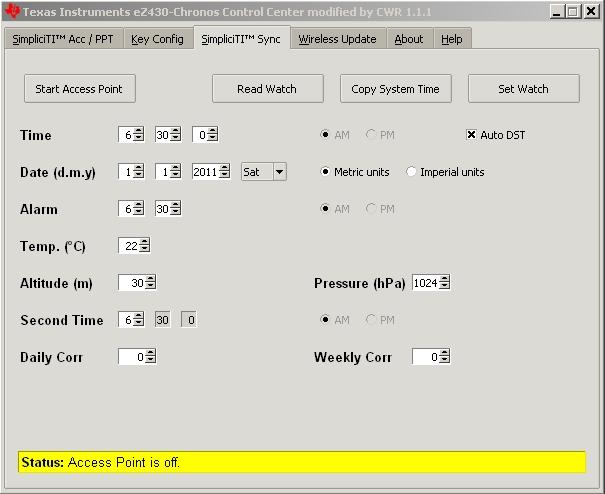 Texas Instruments eZ430-Chronos Control Center modified by CWR 1.1.1
SimpliciTI™ Acc / PPT Key Config SimpliciTI™ Sync Wireless Update About Help
Start Access Point Read Watch Copy System Time Set Watch
Time 6 30 0 AM PM Auto DST
Date (d.m.y) 1 1 2011 Sat Metric units Imperial units
Alarm 6 30 AM PM
Temp. (°C) 22
Altitude (m) 30 Pressure (hPa) 1024
Second Time 6 30 0 AM PM
Daily Corr 0 Weekly Corr 0
Status: Access Point is off.